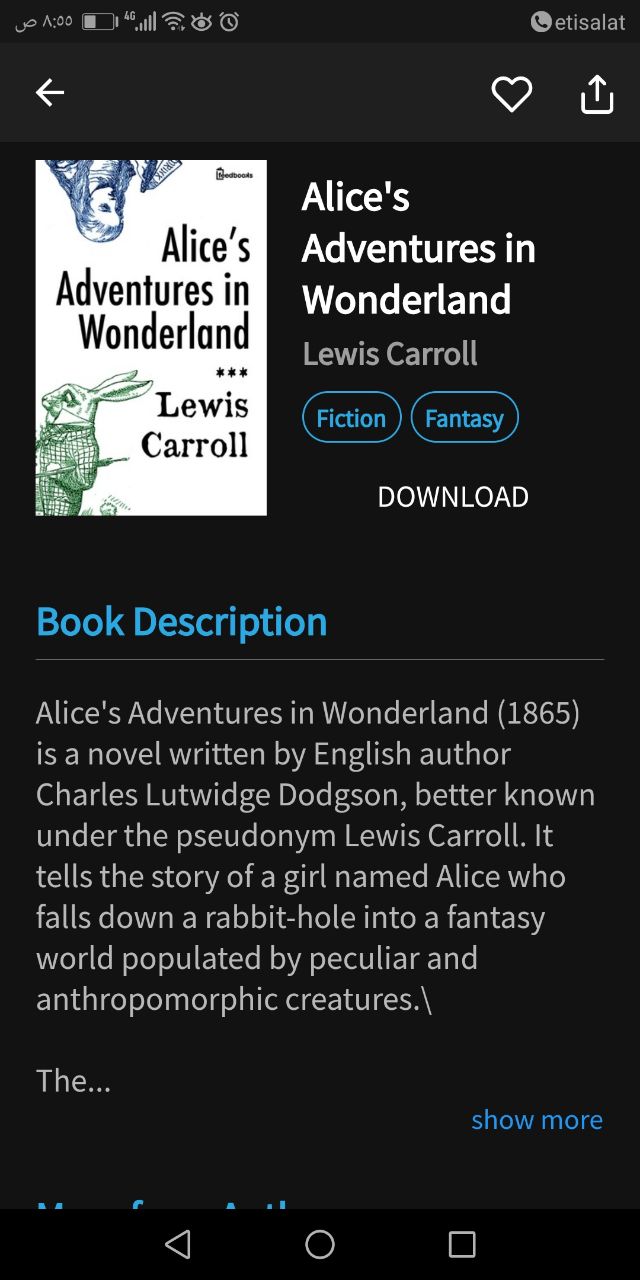 ٨:٥٥ ص
4G
etisalat
feedbooks
Alice's
Adventures in
Wonderland
***
Lewis
Carroll
Alice's
Adventures in
Wonderland
Lewis Carroll
Fiction
Fantasy
DOWNLOAD
Book Description
Alice's Adventures in Wonderland (1865)
is a novel written by English author
Charles Lutwidge Dodgson, better known
under the pseudonym Lewis Carroll. It
tells the story of a girl named Alice who
falls down a rabbit-hole into a fantasy
world populated by peculiar and
anthropomorphic creatures.\
The...
show more